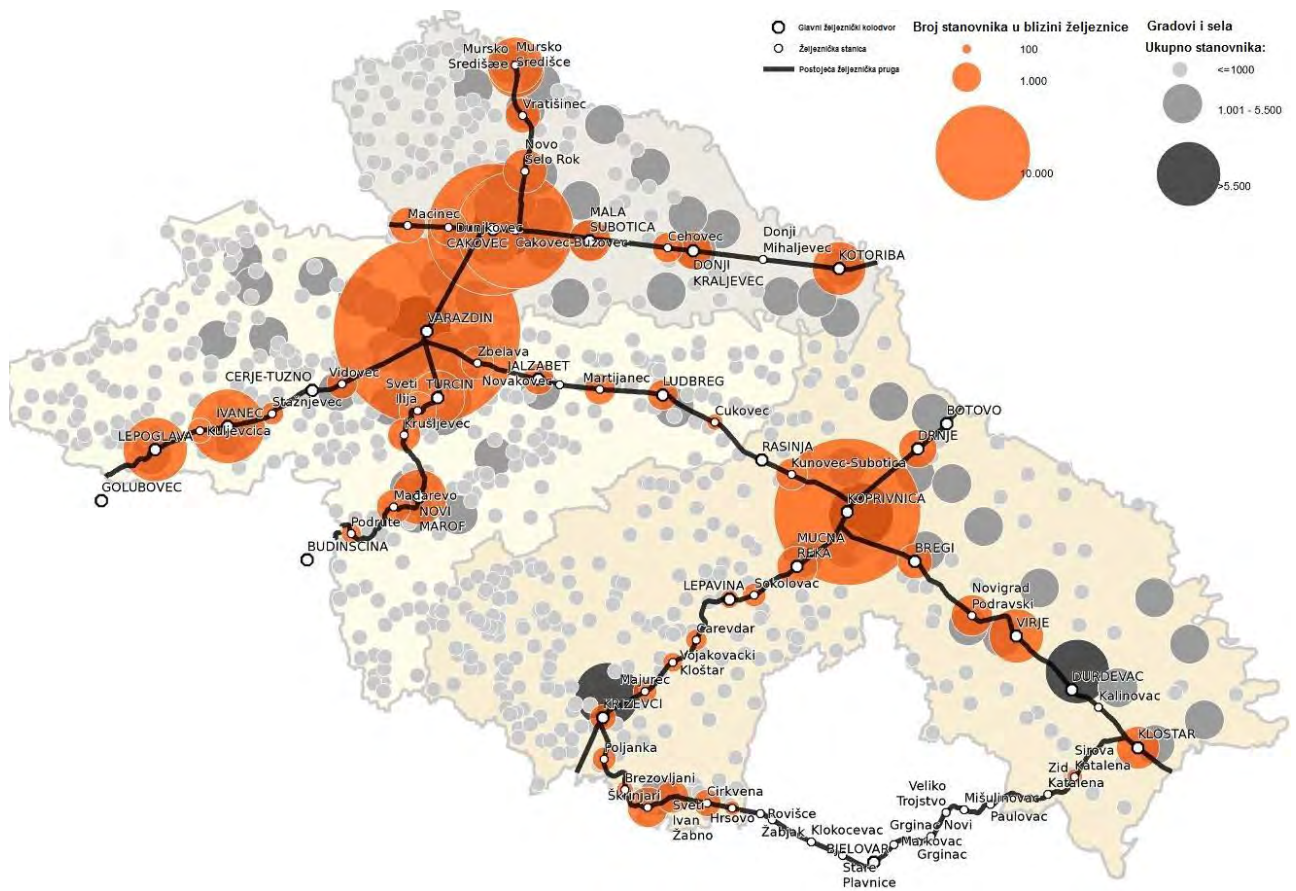 Glavni željeznički kolodvor
Željeznička stanica
Postojeća željeznička pruga
Broj stanovnika u blizini željeznice
100
1.000
10.000
Gradovi i sela
Ukupno stanovnika:
<=1000
1.001 - 5.500
>5.500
Mursko
Središæe
Mursko
Središce
Vratišinec
Novo
Selo Rok
Macinec
Dunjkovec
CAKOVEC
Cakovec-Buzovec
MALA
SUBOTICA
Cehovec
DONJI
KRALJEVEC
Donji
Mihaljevec
KOTORIBA
VARAZDIN
Zbelava
JALZABET
Novakovec
Martijanec
LUDBREG
Cukovec
CERJE-TUZNO
Vidovec
Sveti
Ilija
TURCIN
Krušljevec
Stažnjevec
IVANEC
Kuljevcica
LEPOGLAVA
GOLUBOVEC
Madarevo
NOVI
MAROF
Podrute
BUDINSCINA
RASINJA
Kunovec-Subotica
BOTOVO
DRNJE
KOPRIVNICA
MUCNA
REKA
BREGI
LEPAVINA
Sokolovac
Novigrad
Podravski
VIRJE
Carevdar
Vojakovacki
Kloštar
Majurec
KRIZEVCI
DURDEVAC
Kalinovac
KLOSTAR
Poljanka
Sirova
Katalena
Zid
Katalena
Brezovljani
Škrinjari
Sveti
Ivan
Žabno
Cirkvena
Hrsovo
Rovišce
Žabjak
Klokocevac
BJELOVAR
Stare
Plavnice
Grginac
Markovac
Novi
Grginac
Veliko
Trojstvo
Mišulinovac
Paulovac